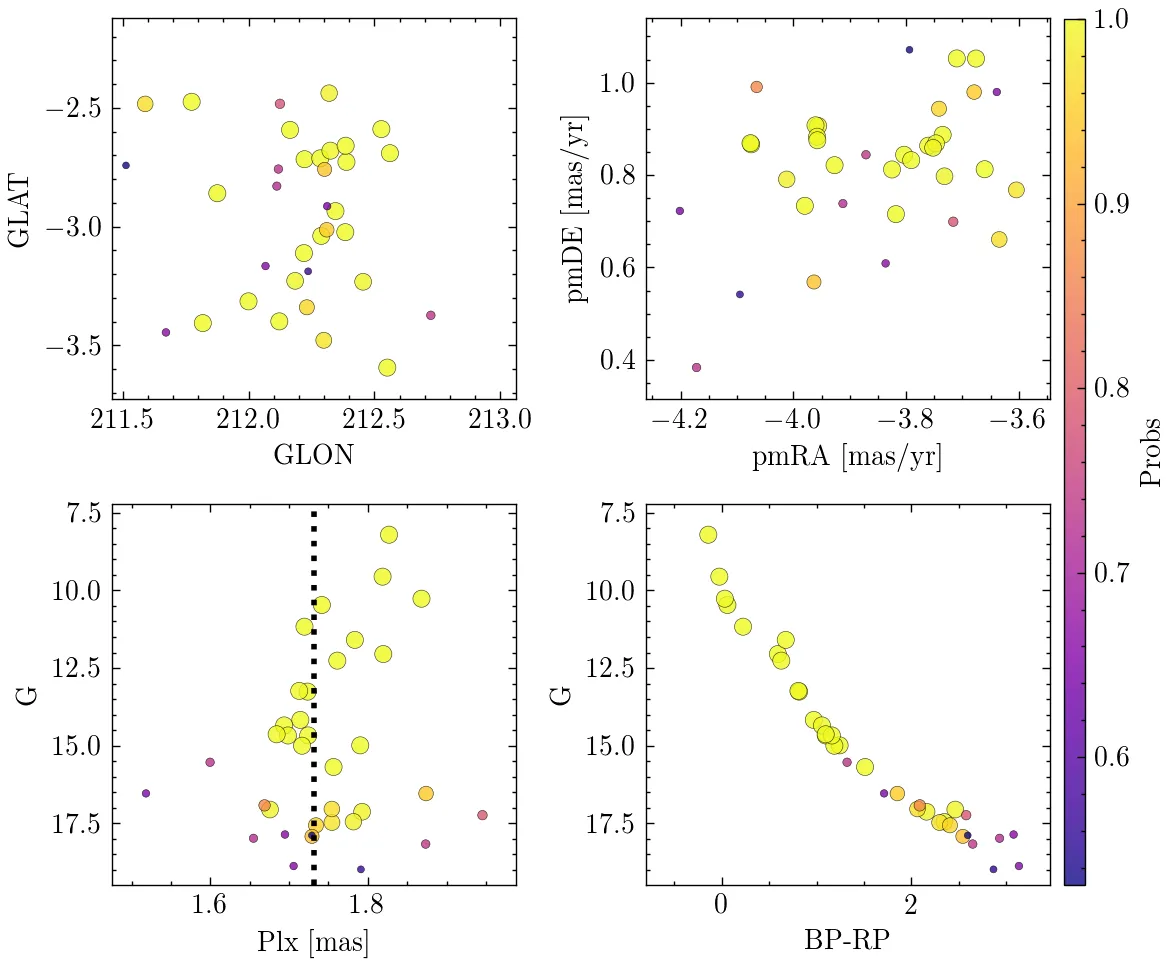 −2.5
−3.0
−3.5
GLAT
211.5 212.0 212.5 213.0
GLON
1.0
0.8
0.6
0.4
pmDE [mas/yr]
−4.2 −4.0 −3.8 −3.6
pmRA [mas/yr]
7.5
10.0
12.5
15.0
17.5
G
1.6 1.8
Plx [mas]
7.5
10.0
12.5
15.0
17.5
G
0 2
BP-RP
1.0
0.9
0.8
0.7
0.6
Probs